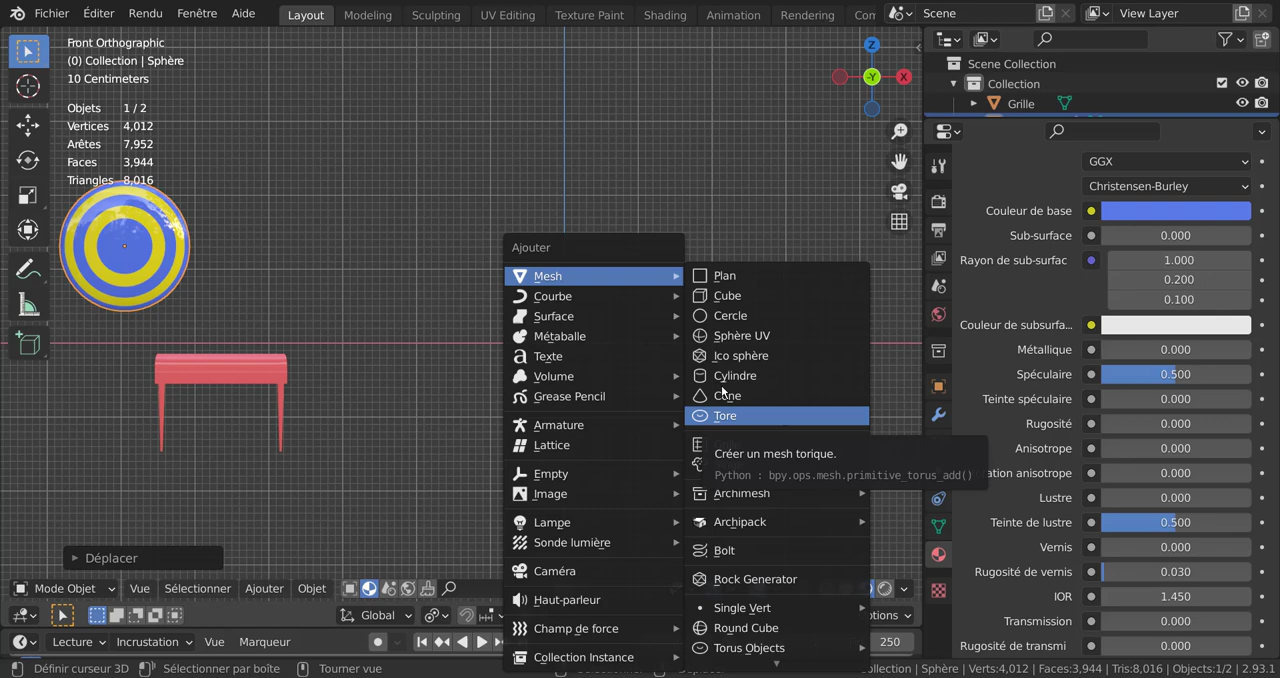 Fichier Éditer Rendu Fenêtre Aide Layout Modeling Sculpting UV Editing Texture Paint Shading Animation Rendering Com Scene View Layer
Front Orthographic
(0) Collection | Sphère
10 Centimeters
Objets 1 / 2
Vertices 4,012
Arêtes 7,952
Faces 3,944
Triangles 8,016
Z
-Y
X
Ajouter
Mesh
Courbe
Surface
Métaballe
Texte
Volume
Grease Pencil
Armature
Lattice
Empty
Image
Lampe
Sonde lumière
Caméra
Haut-parleur
Champ de force
Collection Instance
Plan
Cube
Cercle
Sphère UV
Ico sphère
Cylindre
Cône
Tore
Créer un mesh torique.
Python : bpy.ops.mesh.primitive_torus_add()
Archimesh
Archipack
Bolt
Rock Generator
Single Vert
Round Cube
Torus Objects
Scene Collection
Collection
Grille
GGX
Christensen-Burley
Couleur de base
Sub-surface 0.000
Rayon de sub-surfac 1.000
0.200
0.100
Couleur de subsurfa...
Métallique 0.000
Spéculaire 0.500
Teinte spéculaire 0.000
Rugosité 0.000
Anisotrope 0.000
ation anisotrope 0.000
Lustre 0.000
Teinte de lustre 0.500
Vernis 0.000
Rugosité de vernis 0.030
IOR 1.450
Transmission 0.000
Rugosité de transmi 0.000
Déplacer
Mode Objet Vue Sélectionner Ajouter Objet
Global ptions
Lecture Incrustation Vue Marqueur 250
Définir curseur 3D Sélectionner par boîte Tourner vue ollection | Sphère | Verts:4,012 | Faces:3,944 | Tris:8,016 | Objets:1/2 | 2.93.1